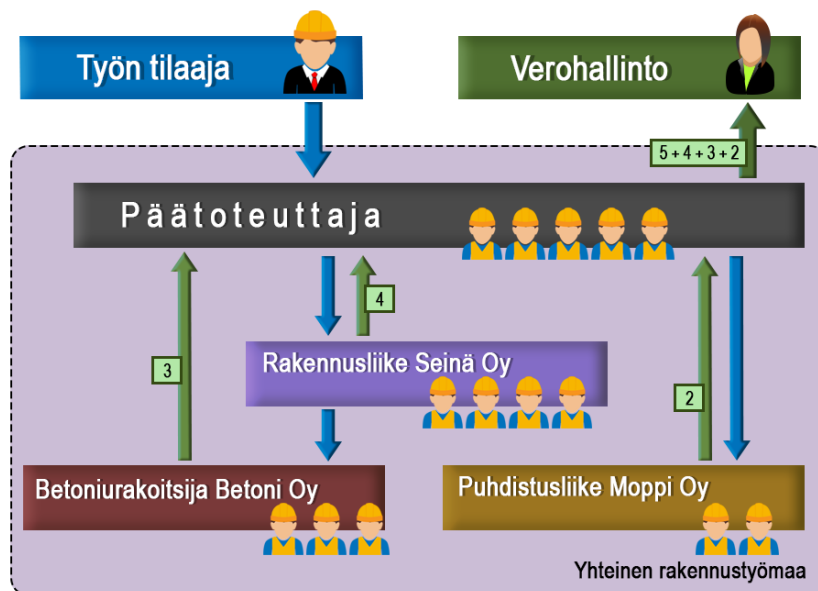 Työn tilaaja
Verohallinto
5 + 4 + 3 + 2
Päätoteuttaja
4
3
Rakennusliike Seinä Oy
2
Betoniurakoitsija Betoni Oy
Puhdistusliike Moppi Oy
Yhteinen rakennustyömaa